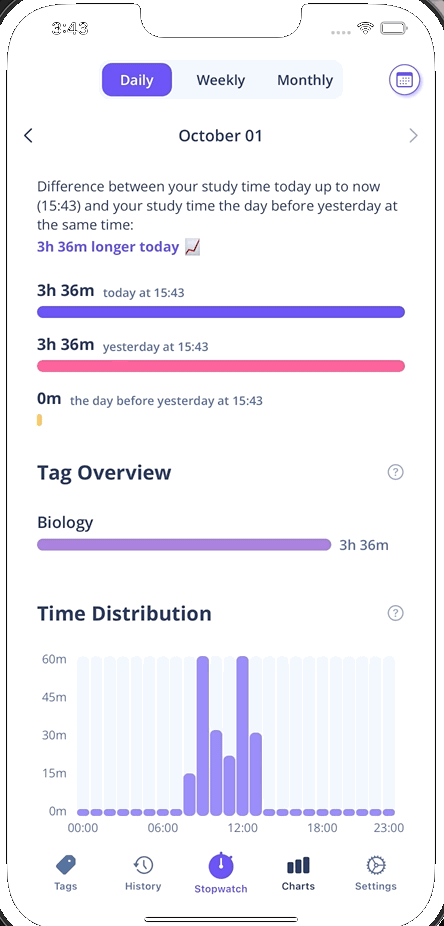 3:43
Daily Weekly Monthly
October 01
Difference between your study time today up to now
(15:43) and your study time the day before yesterday at
the same time:
3h 36m longer today
3h 36m today at 15:43
3h 36m yesterday at 15:43
0m the day before yesterday at 15:43
Tag Overview ?
Biology
3h 36m
Time Distribution ?
60m
45m
30m
15m
0m
00:00 06:00 12:00 18:00 23:00
Tags History Stopwatch Charts Settings